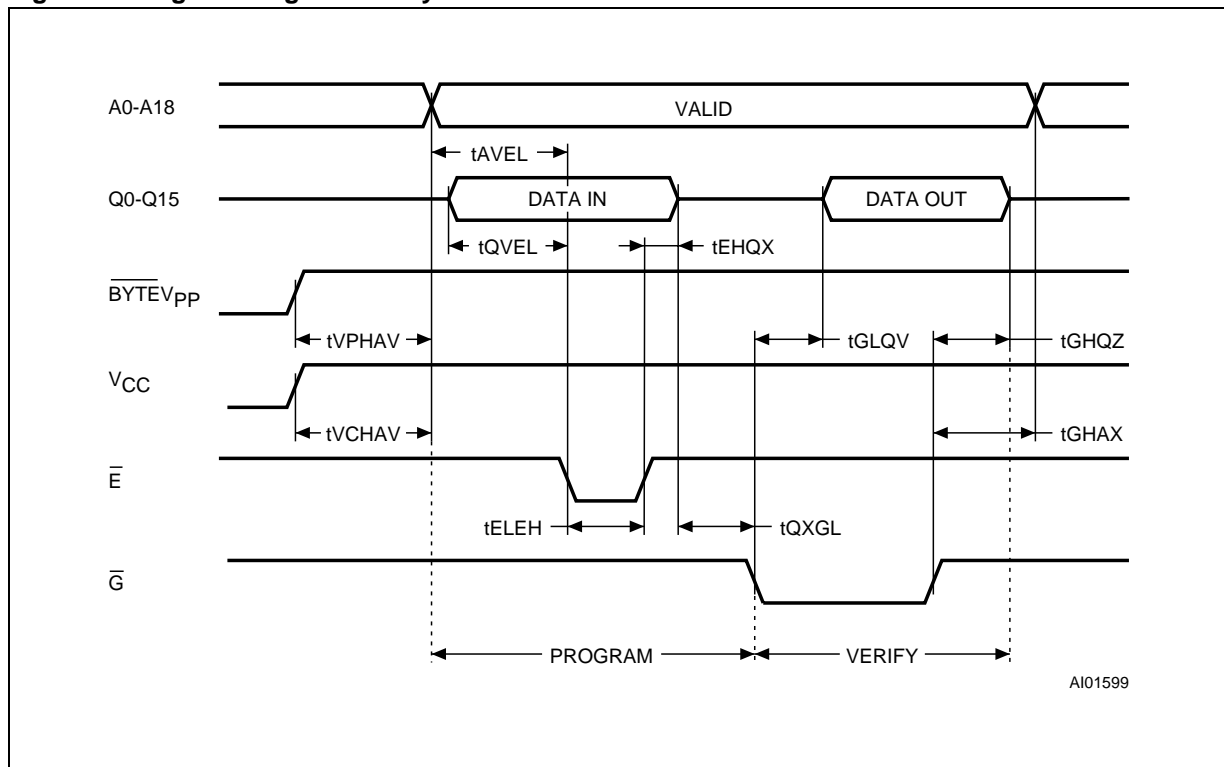 A0-A18
VALID
tAVEL
Q0-Q15
DATA IN
DATA OUT
tQVEL
tEHQX
BYTEVPP
tVPHAV
tGLQV
tGHQZ
VCC
tVCHAV
tGHAX
E
tELEH
tQXGL
G
PROGRAM
VERIFY
AI01599